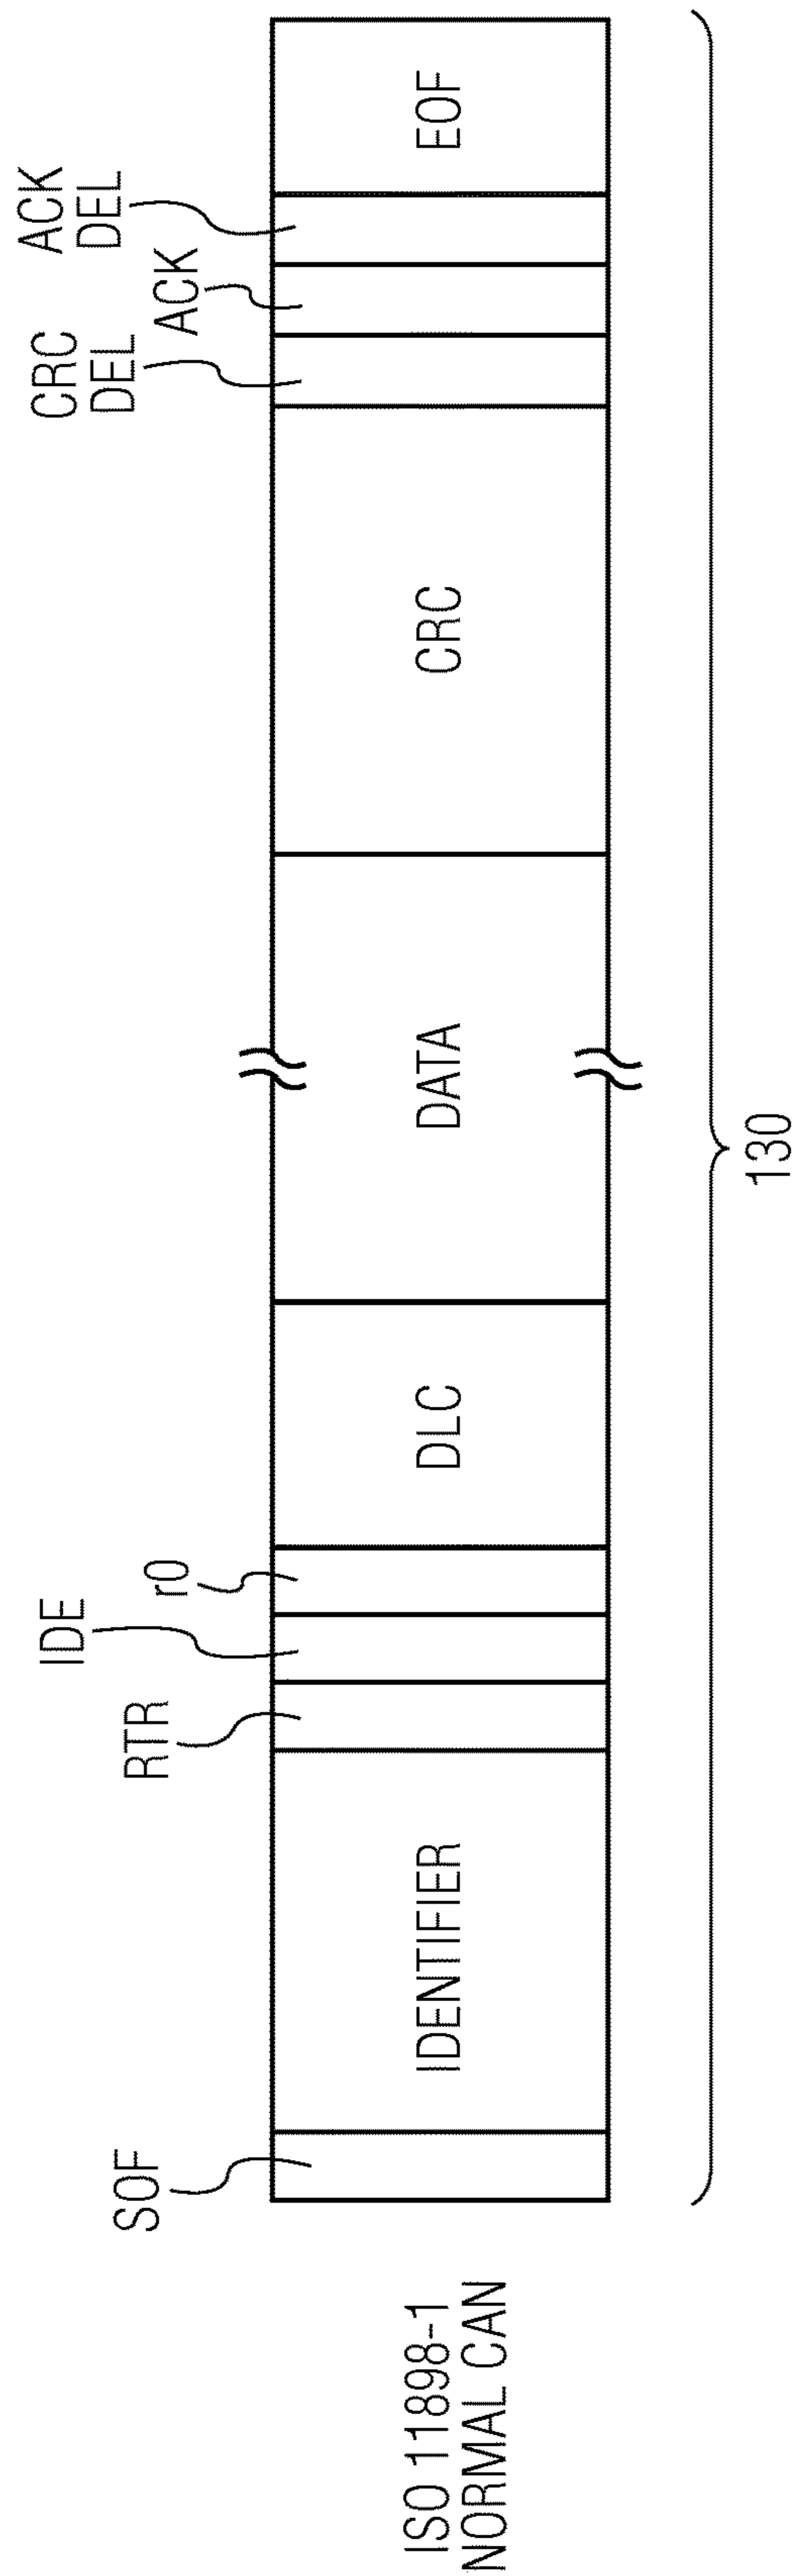 ISO 11898-1
NORMAL CAN
SOF
IDENTIFIER
RTR
IDE
r0
DLC
DATA
CRC
CRC
DEL
ACK
ACK
DEL
EOF
130